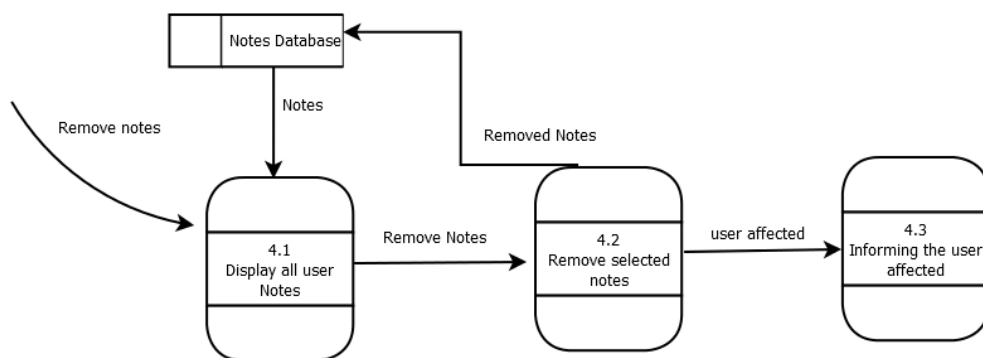 Notes Database
Notes
Remove notes
Removed Notes
4.1
Display all user
Notes
Remove Notes
4.2
Remove selected
notes
user affected
4.3
Informing the user
affected